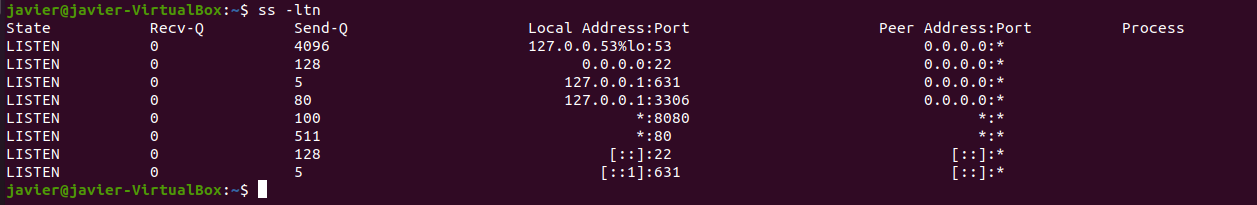 javier@javier-VirtualBox:~$ ss -ltn
State Recv-Q Send-Q Local Address:Port Peer Address:Port Process
LISTEN 0 4096 127.0.0.53%lo:53 0.0.0.0:*
LISTEN 0 128 0.0.0.0:22 0.0.0.0:*
LISTEN 0 5 127.0.0.1:631 0.0.0.0:*
LISTEN 0 80 127.0.0.1:3306 0.0.0.0:*
LISTEN 0 100 *:8080 *:*
LISTEN 0 511 *:80 *:*
LISTEN 0 128 [::]:22 [::]:*
LISTEN 0 5 [::1]:631 [::]:*
javier@javier-VirtualBox:~$